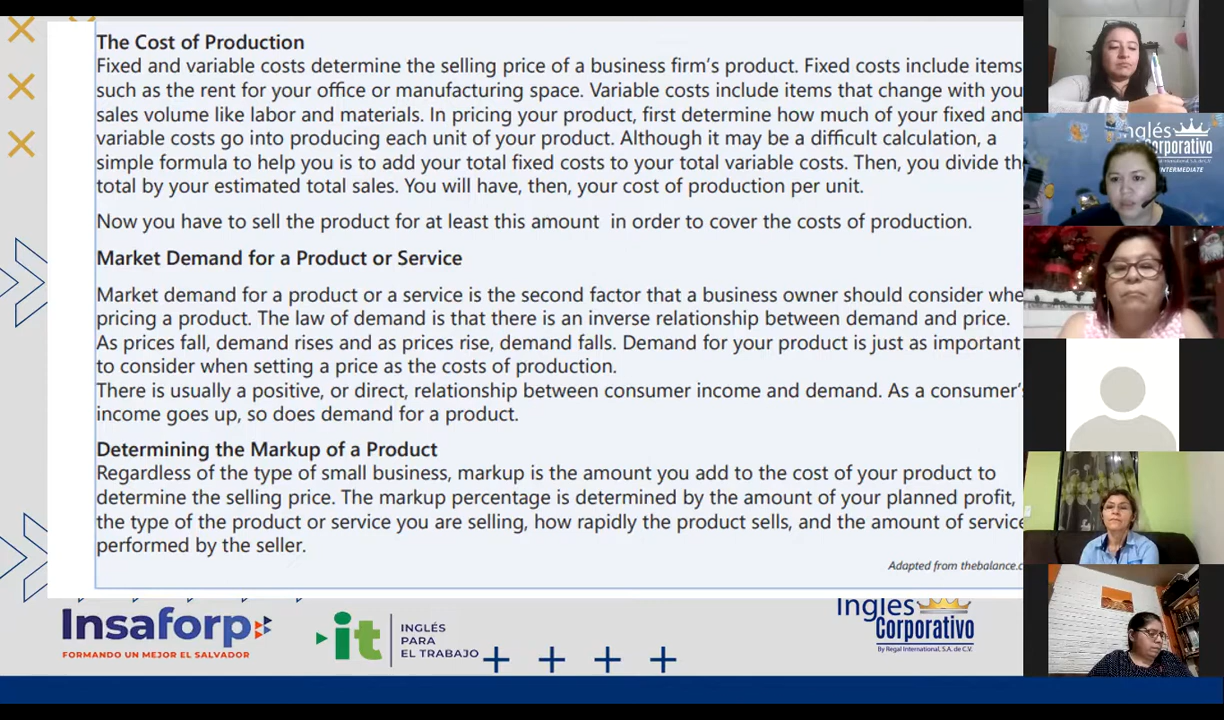 The Cost of Production
Fixed and variable costs determine the selling price of a business firm's product. Fixed costs include items
such as the rent for your office or manufacturing space. Variable costs include items that change with you
sales volume like labor and materials. In pricing your product, first determine how much of your fixed and
variable costs go into producing each unit of your product. Although it may be a difficult calculation, a
simple formula to help you is to add your total fixed costs to your total variable costs. Then, you divide th
total by your estimated total sales. You will have, then, your cost of production per unit.
Now you have to sell the product for at least this amount in order to cover the costs of production.
Market Demand for a Product or Service
Market demand for a product or a service is the second factor that a business owner should consider whe
pricing a product. The law of demand is that there is an inverse relationship between demand and price.
As prices fall, demand rises and as prices rise, demand falls. Demand for your product is just as important
to consider when setting a price as the costs of production.
There is usually a positive, or direct, relationship between consumer income and demand. As a consumer's
income goes up, so does demand for a product.
Determining the Markup of a Product
Regardless of the type of small business, markup is the amount you add to the cost of your product to
determine the selling price. The markup percentage is determined by the amount of your planned profit,
the type of the product or service you are selling, how rapidly the product sells, and the amount of service
performed by the seller.
Adapted from thebalance.c
Insaforp
FORMANDO UN MEJOR EL SALVADOR
it
INGLÉS
PARA
EL TRABAJO
Inglés
Corporativo
By Regal International, S.A. de C.V.
Inglés
Corporativo
INTERMEDIATE